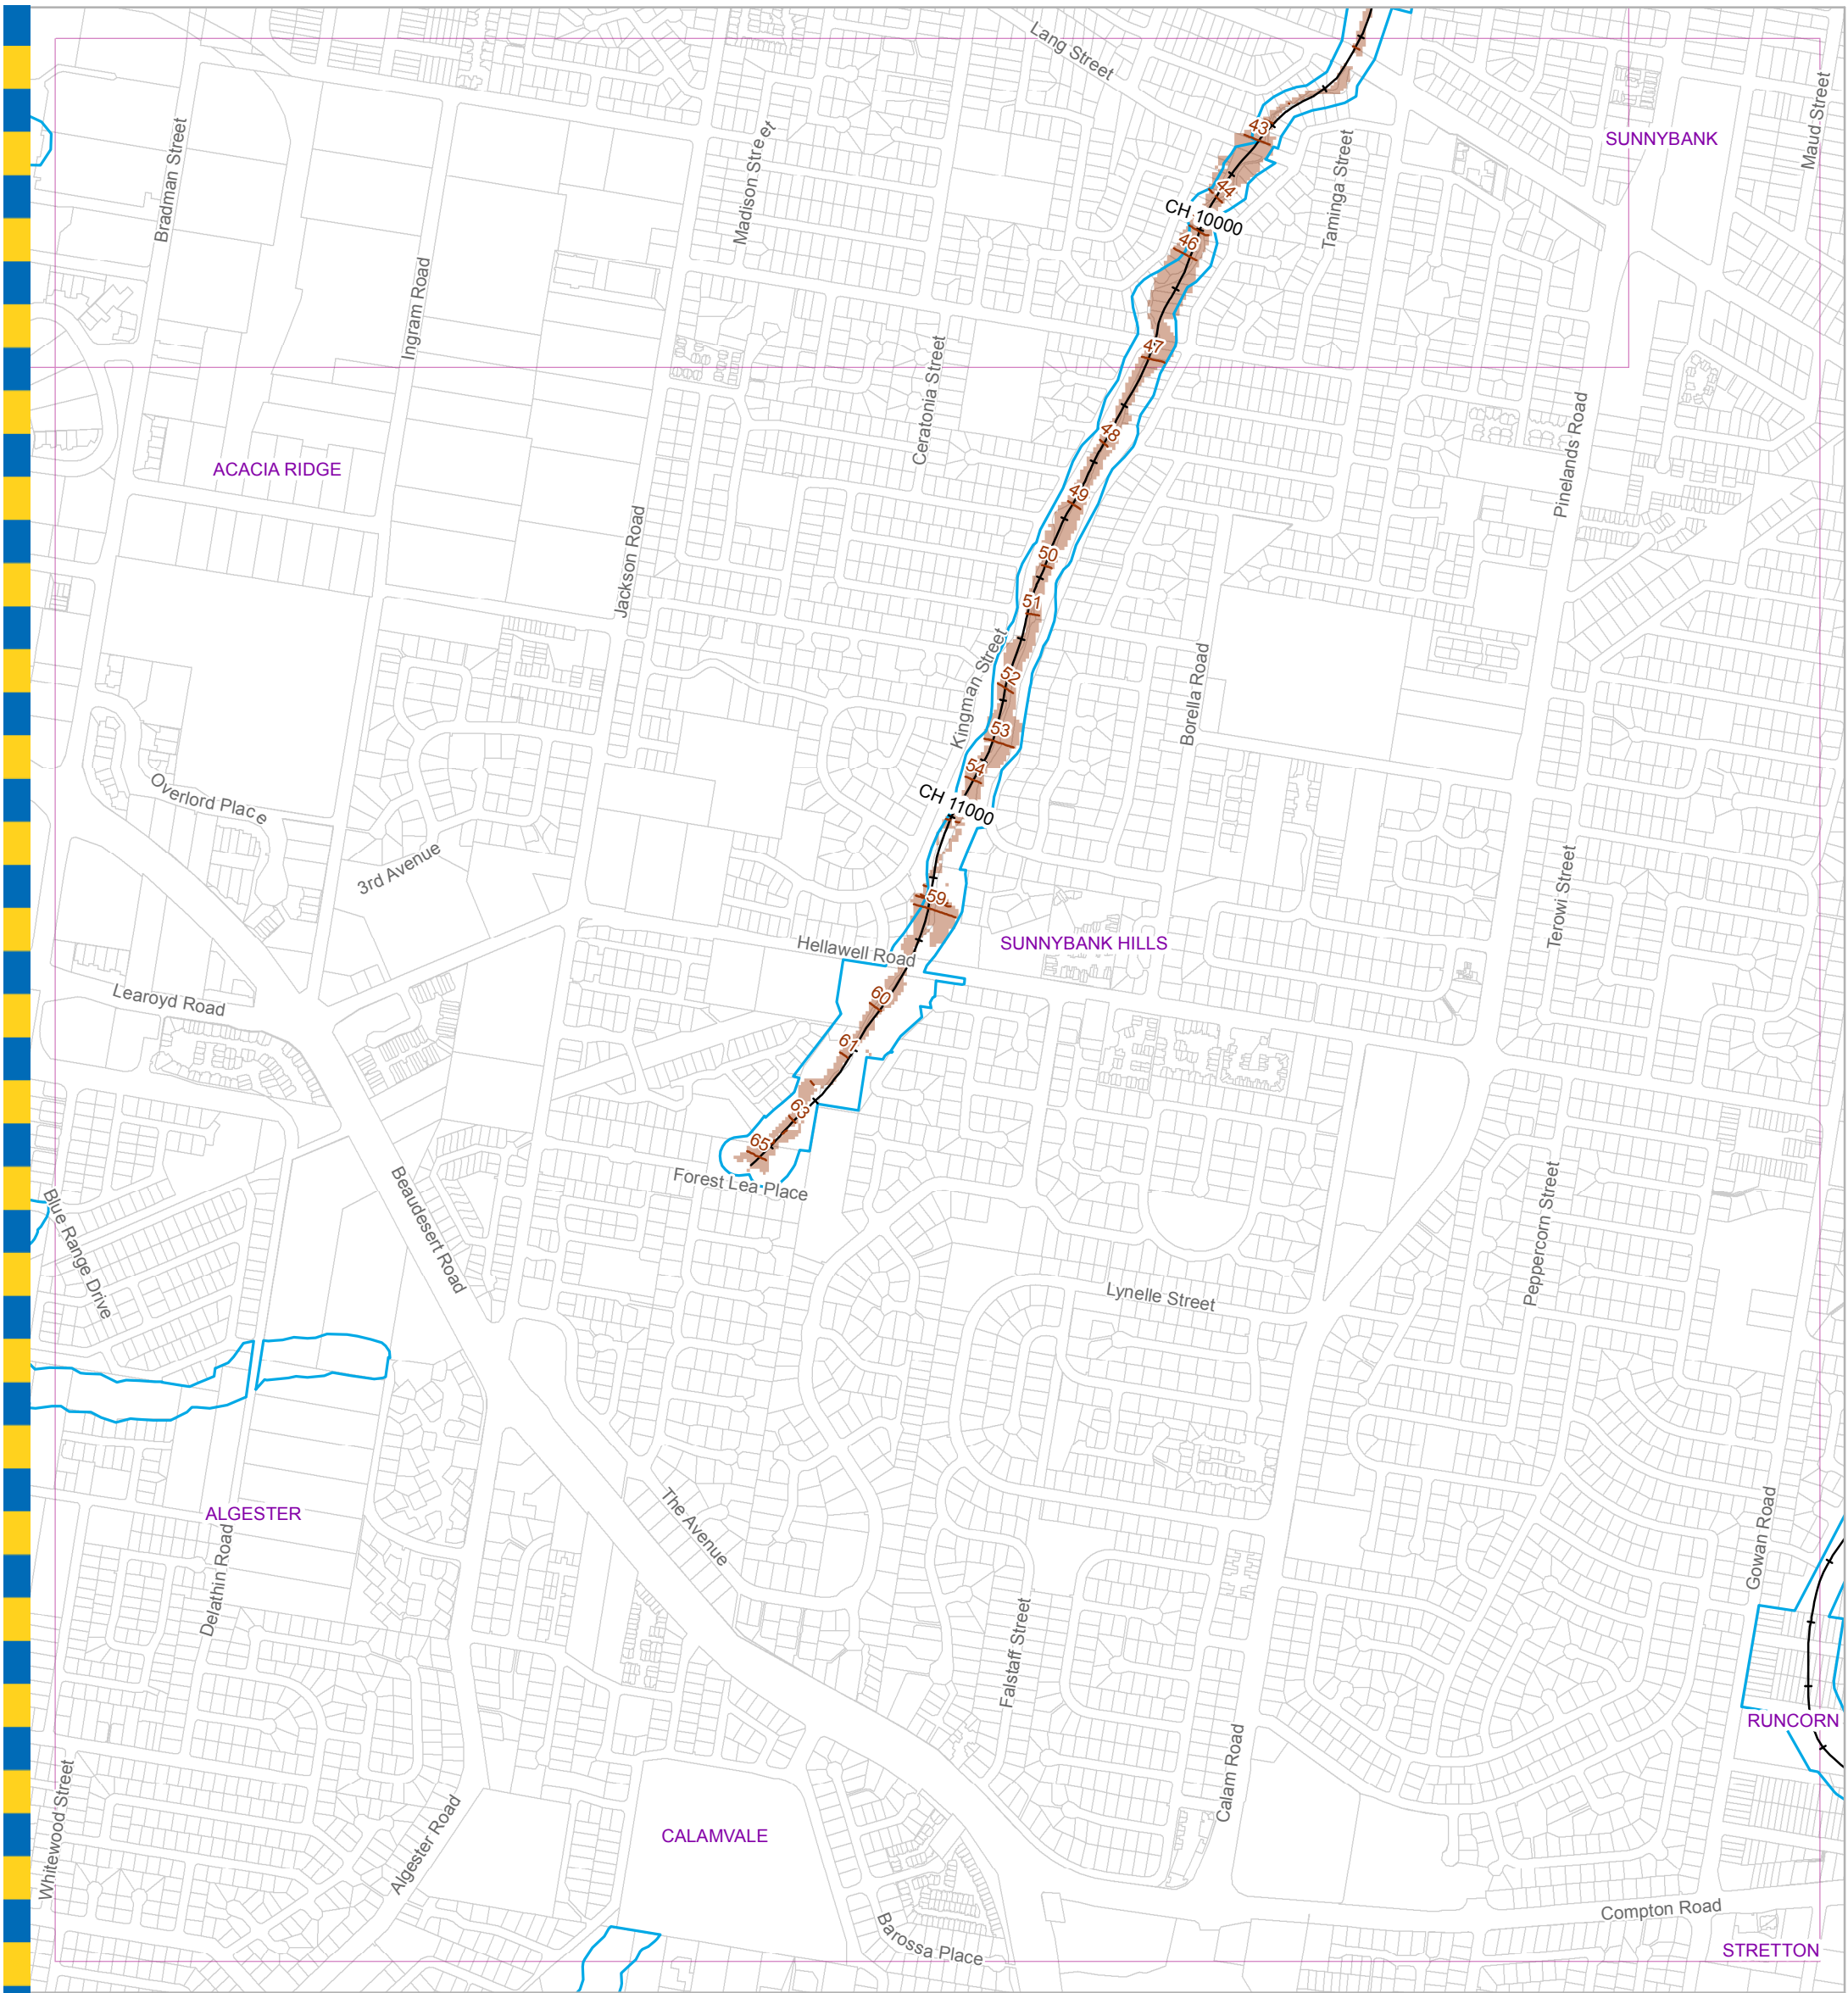 Lang Street
Maud Street
SUNNYBANK
Bradman Street
Madison Street
43
Taminga Street
44
CH 10000
46
Ingram Road
47
Ceratonia Street
Pinelands Road
48
ACACIA RIDGE
49
Jackson Road
50
51
Kingman Street
Borella Road
52
53
54
Overlord Place
CH 11000
3rd Avenue
Terowi Street
59
SUNNYBANK HILLS
Hellawell Road
Learoyd Road
60
61
63
65
Forest Lea Place
Blue Range Drive
Beaudesert Road
Peppercorn Street
Lynelle Street
ALGESTER
The Avenue
Gowan Road
Delathin Road
Falstaff Street
RUNCORN
Calam Road
Whitewood Street
Algester Road
CALAMVALE
Compton Road
Barossa Place
STRETTON